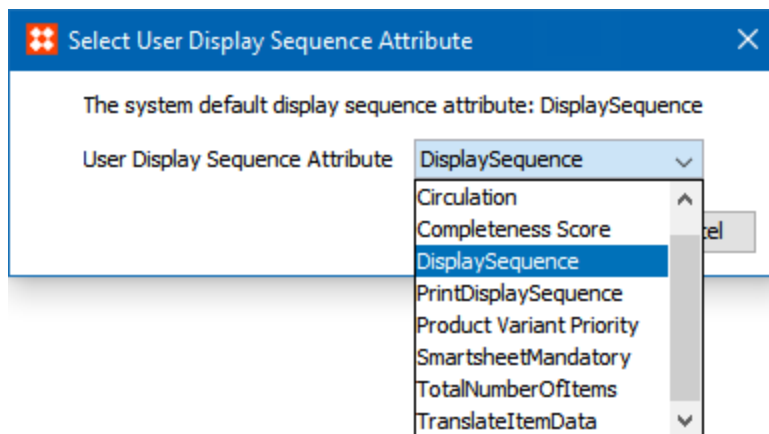 Select User Display Sequence Attribute
The system default display sequence attribute: DisplaySequence
User Display Sequence Attribute DisplaySequence
Circulation
Completeness Score
DisplaySequence
PrintDisplaySequence
Product Variant Priority
SmartsheetMandatory
TotalNumberOfItems
TranslateItemData